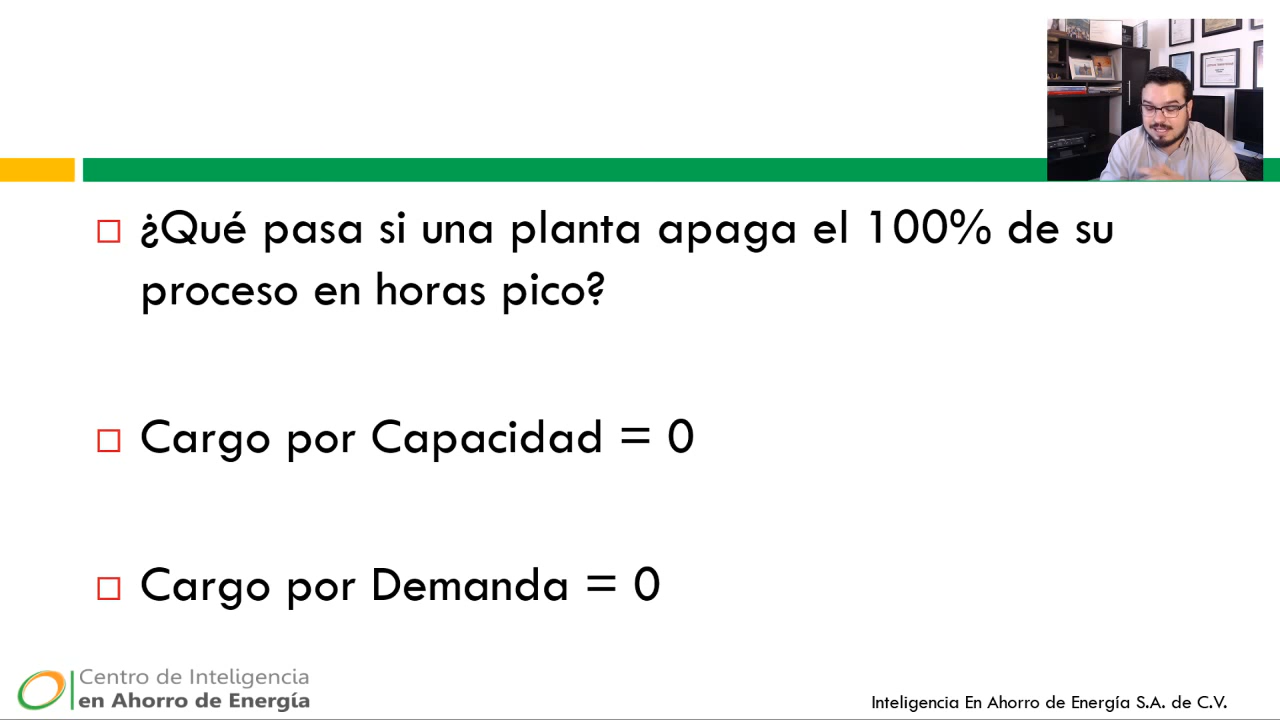 ¿Qué pasa si una planta apaga el 100% de su
proceso en horas pico?
Cargo por Capacidad = 0
Cargo por Demanda = 0
Centro de Inteligencia
en Ahorro de Energía
Inteligencia En Ahorro de Energía S.A. de C.V.